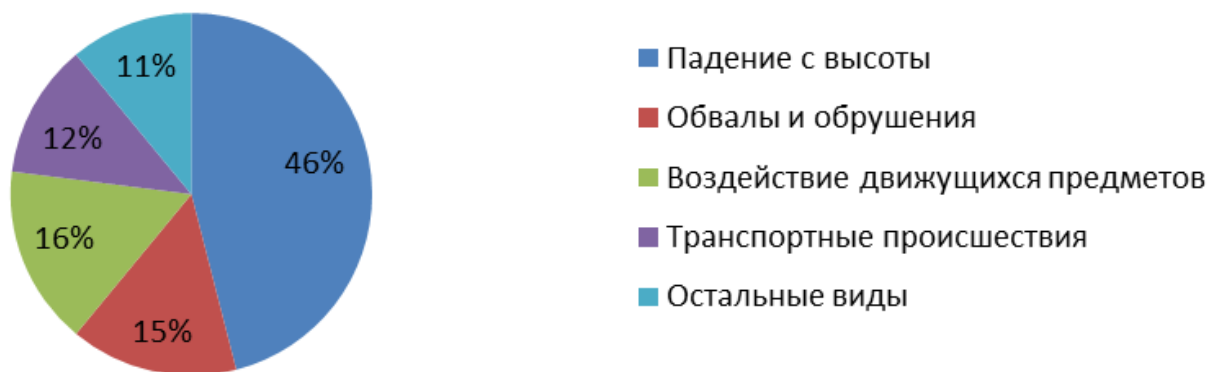 11%
12%
46%
16%
15%
Падение с высоты
Обвалы и обрушения
Воздействие движущихся предметов
Транспортные происшествия
Остальные виды